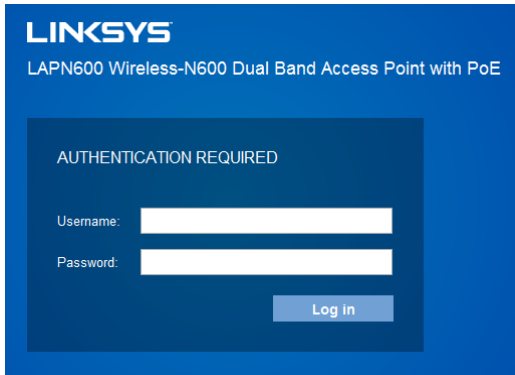 LINKSYS
LAPN600 Wireless-N600 Dual Band Access Point with PoE
AUTHENTICATION REQUIRED
Username:
Password:
Log in